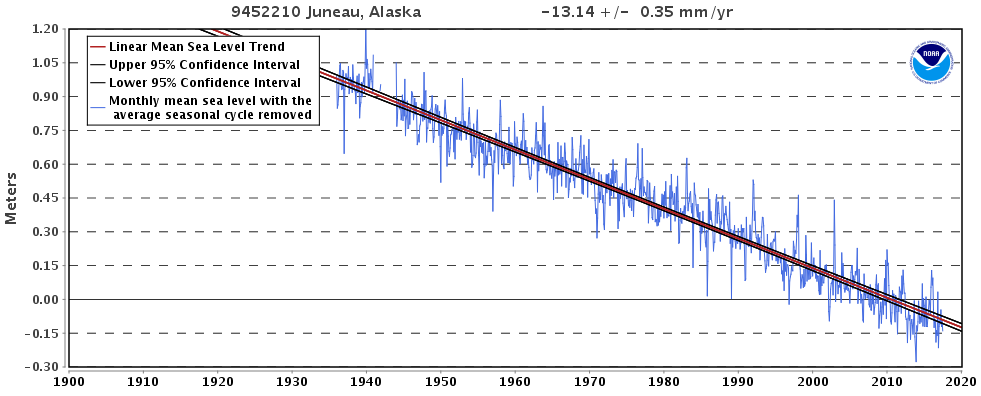 9452210 Juneau, Alaska −13.14 +/− 0.35 mm/yr
1.20
1.05
0.90
0.75
0.60
0.45
0.30
0.15
0.00
−0.15
−0.30
Meters
Linear Mean Sea Level Trend
Upper 95% Confidence Interval
Lower 95% Confidence Interval
Monthly mean sea level with the
average seasonal cycle removed
NOAA
1900 1910 1920 1930 1940 1950 1960 1970 1980 1990 2000 2010 2020